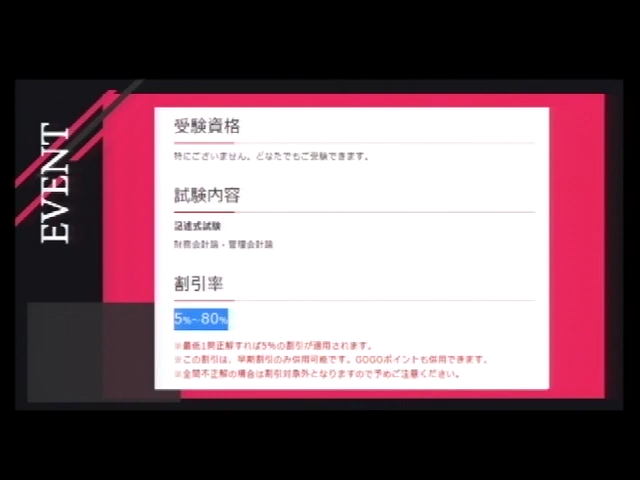 EVENT
受験資格
特にございません。どなたでもご受験できます。
試験内容
記述式試験
財務会計論・管理会計論
割引率
5%~80%
※最低1問正解すれば5%の割引が適用されます。
※この割引は、早期割引のみ併用可能です。GOGOポイントも併用できます。
※全問不正解の場合は割引対象外となりますので予めご注意ください。